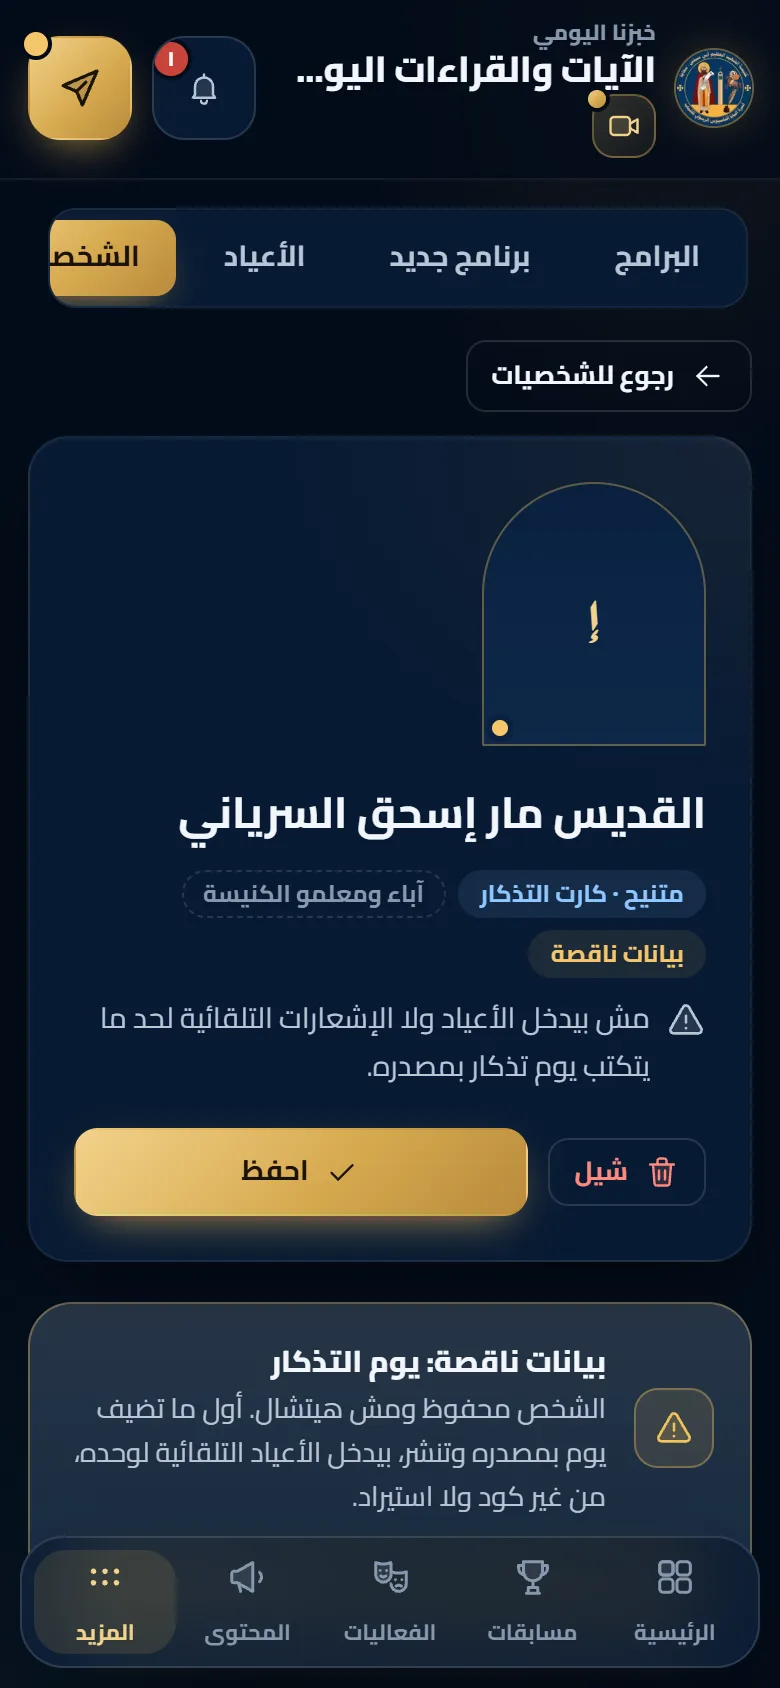 خبزنا اليومي
الآيات والقراءات اليو...
١
البرامج
برنامج جديد
الأعياد
الشخص
رجوع للشخصيات
إ
القديس مار إسحق السرياني
متنيح · كارت التذكار
آباء ومعلمو الكنيسة
بيانات ناقصة
مش بيدخل الأعياد ولا الإشعارات التلقائية لحد ما
يتكتب يوم تذكار بمصدره.
شيل
احفظ
بيانات ناقصة: يوم التذكار
الشخص محفوظ ومش هيتشال. أول ما تضيف
يوم بمصدره وتنشر، بيدخل الأعياد التلقائية لوحده،
من غير كود ولا استيراد.
الرئيسية
مسابقات
الفعاليات
المحتوى
المزيد